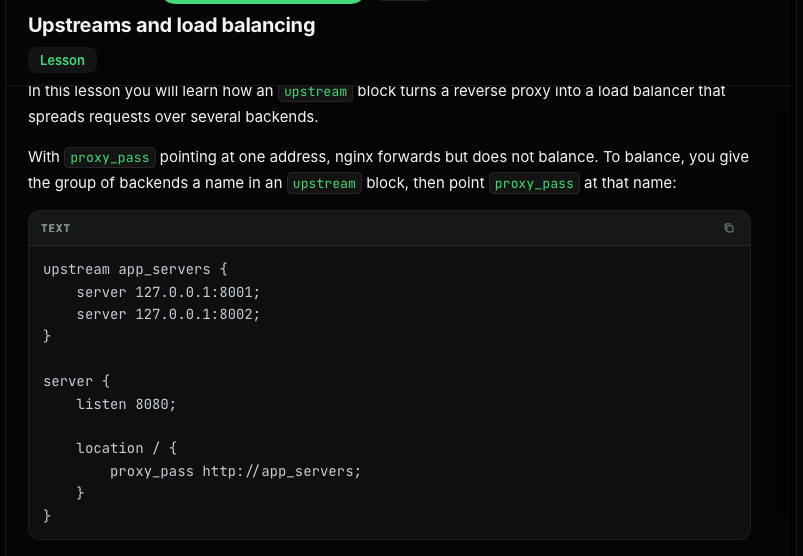 Upstreams and load balancing
Lesson
In this lesson you will learn how an upstream block turns a reverse proxy into a load balancer that
spreads requests over several backends.
With proxy_pass pointing at one address, nginx forwards but does not balance. To balance, you give
the group of backends a name in an upstream block, then point proxy_pass at that name:
TEXT
upstream app_servers {
    server 127.0.0.1:8001;
    server 127.0.0.1:8002;
}

server {
    listen 8080;

    location / {
        proxy_pass http://app_servers;
    }
}